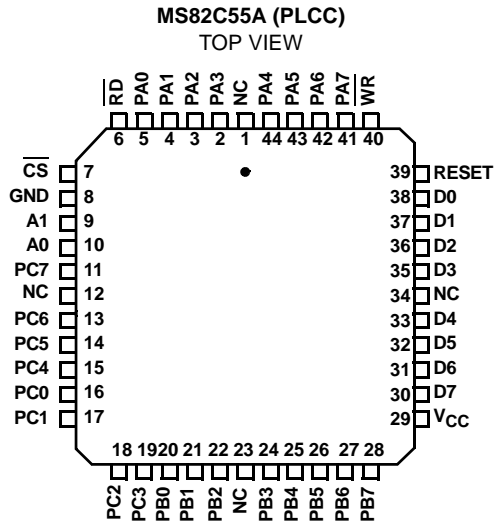 MS82C55A (PLCC)
TOP VIEW
RD PA0 PA1 PA2 PA3 NC PA4 PA5 PA6 PA7 WR
6 5 4 3 2 1 44 43 42 41 40
CS 7 39 RESET
GND 8 38 D0
A1 9 37 D1
A0 10 36 D2
PC7 11 35 D3
NC 12 34 NC
PC6 13 33 D4
PC5 14 32 D5
PC4 15 31 D6
PC0 16 30 D7
PC1 17 29 VCC
18 19 20 21 22 23 24 25 26 27 28
PC2 PC3 PB0 PB1 PB2 NC PB3 PB4 PB5 PB6 PB7